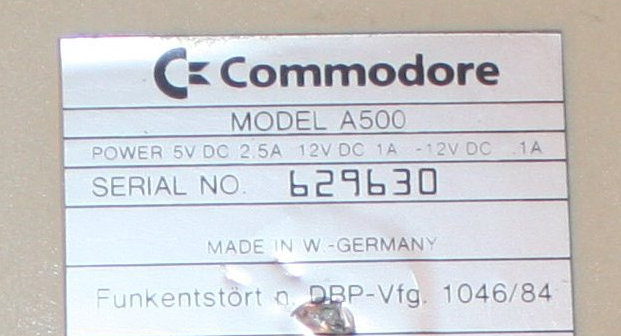 Commodore
MODEL A500
POWER 5V DC 2.5A 12V DC 1A -12V DC .1A
SERIAL NO. 629630
MADE IN W.-GERMANY
Funkentstört n. DBP-Vfg. 1046/84